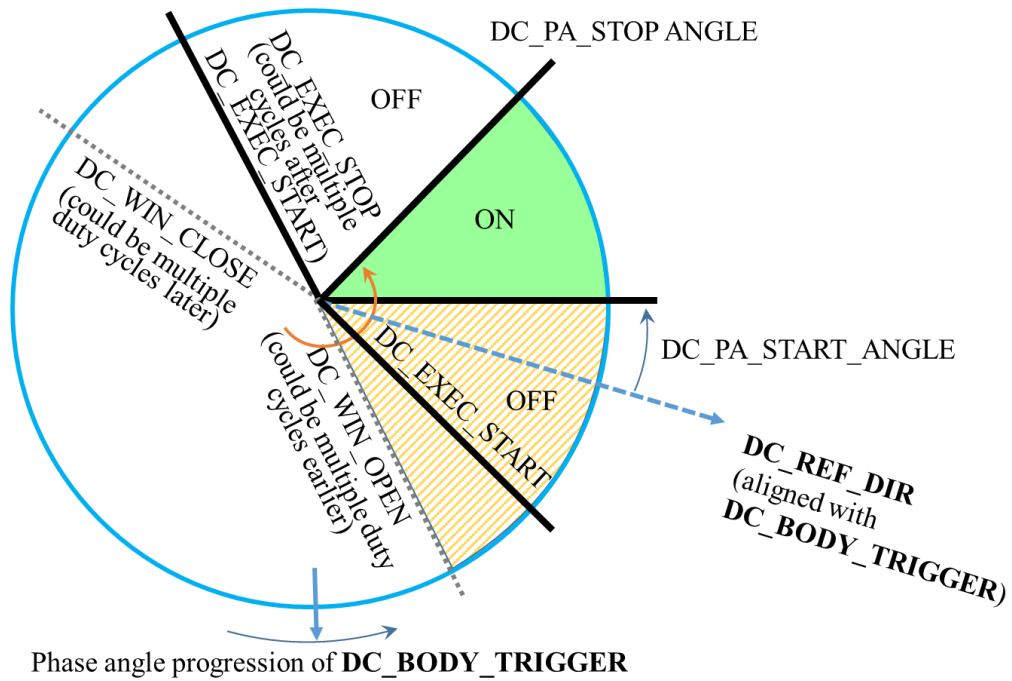 DC_PA_STOP ANGLE
DC_EXEC_STOP
(could be multiple
cycles after
DC_EXEC_START)
OFF
DC_WIN_CLOSE
(could be multiple
duty cycles later)
ON
DC_PA_START_ANGLE
DC_EXEC_START
OFF
DC_WIN_OPEN
(could be multiple duty
cycles earlier)
DC_REF_DIR
(aligned with
DC_BODY_TRIGGER)
Phase angle progression of DC_BODY_TRIGGER